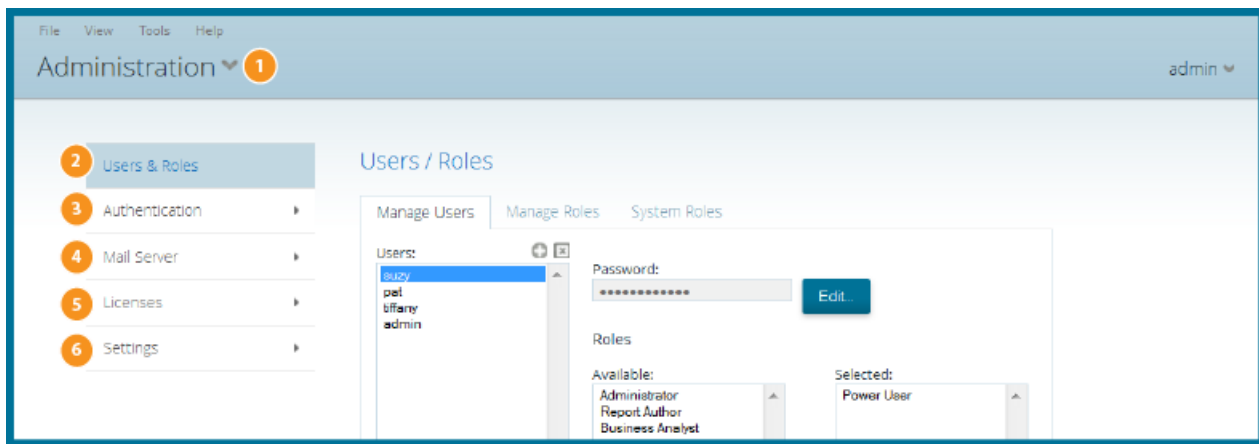 File View Tools Help
Administration 1
admin
2 Users & Roles
3 Authentication
4 Mail Server
5 Licenses
6 Settings
Users / Roles
Manage Users Manage Roles System Roles
Users:
suzy
pat
tiffany
admin
Password:
••••••••••••
Edit...
Roles
Available:
Administrator
Report Author
Business Analyst
Selected:
Power User